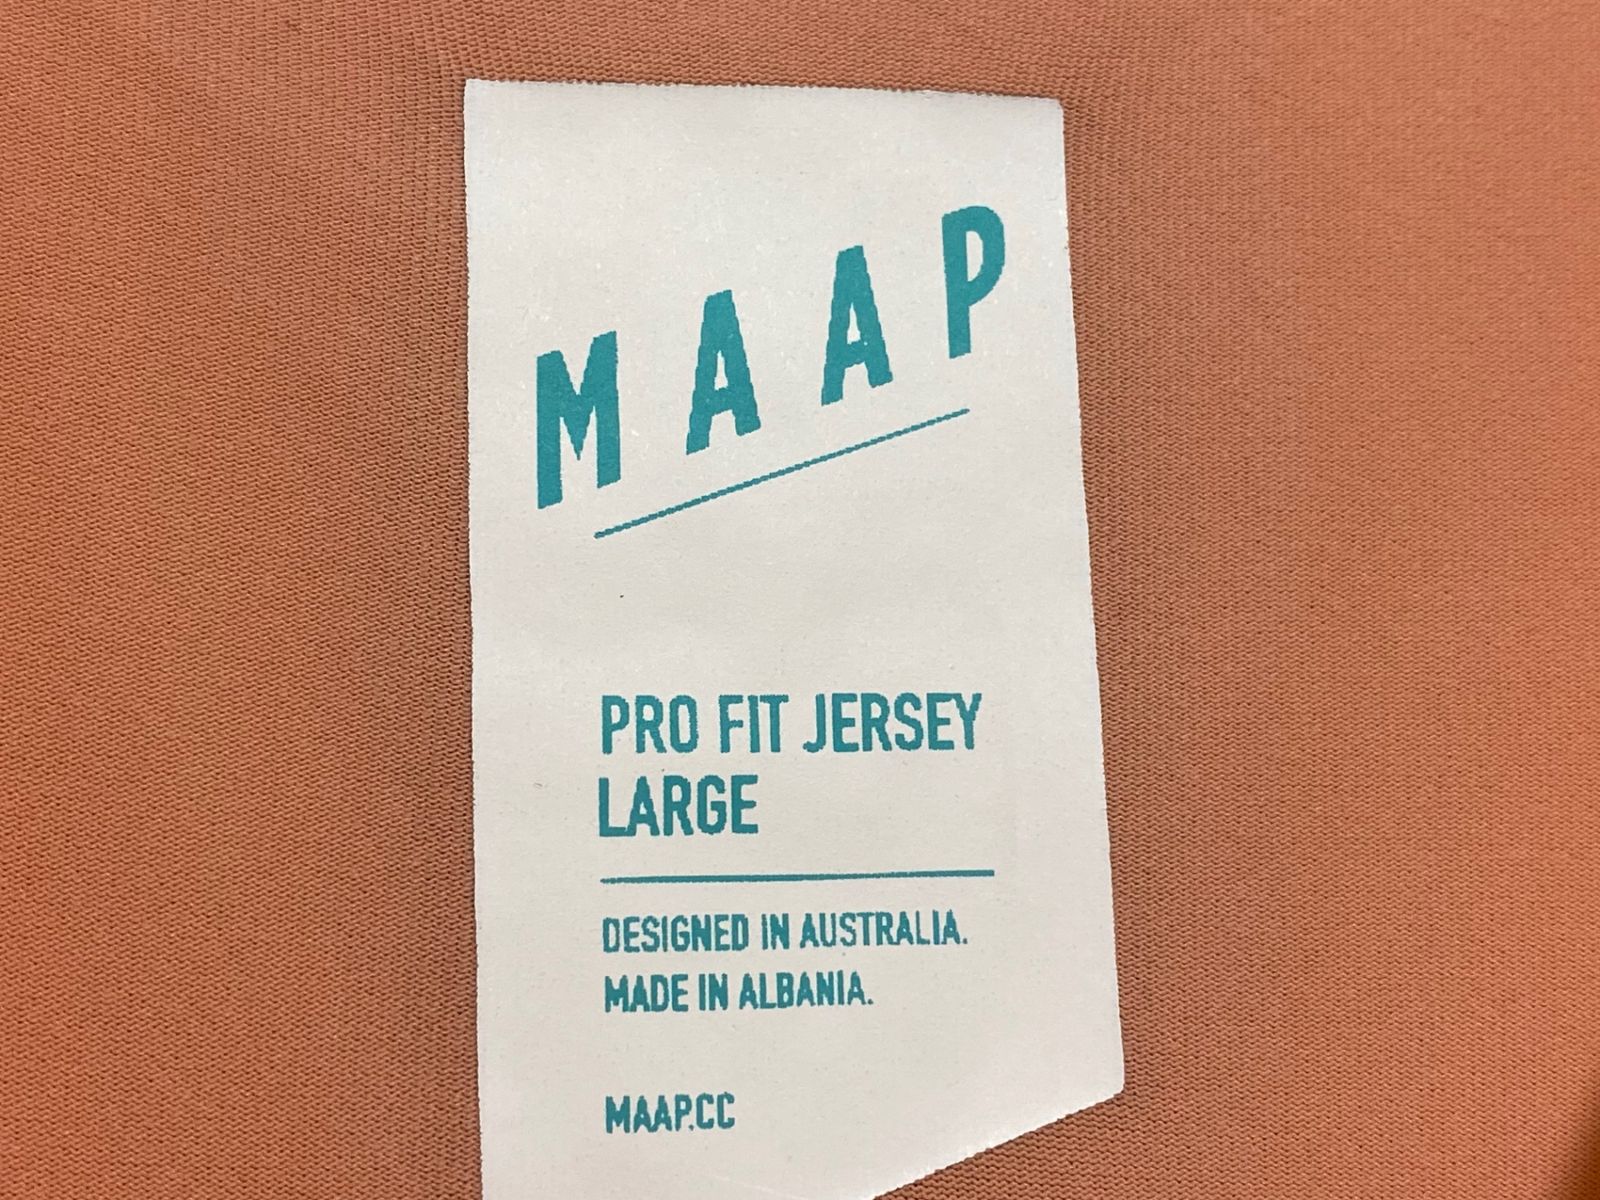 MAAP
PRO FIT JERSEY
LARGE
DESIGNED IN AUSTRALIA.
MADE IN ALBANIA.
MAAP.CC